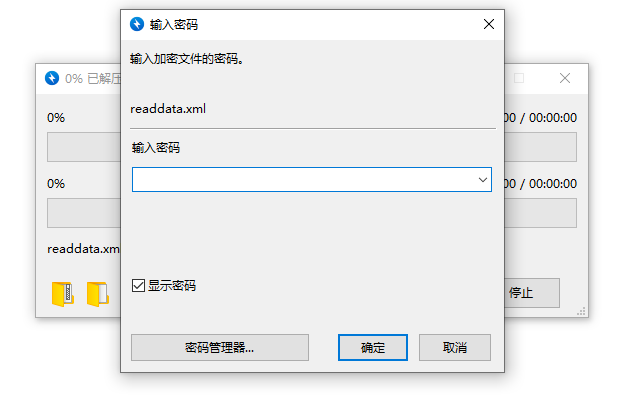 输入密码
输入加密文件的密码。
readdata.xml
输入密码
显示密码
密码管理器...
确定
取消
0% 已解压
0%
00 / 00:00:00
0%
00 / 00:00:00
readdata.xm
停止